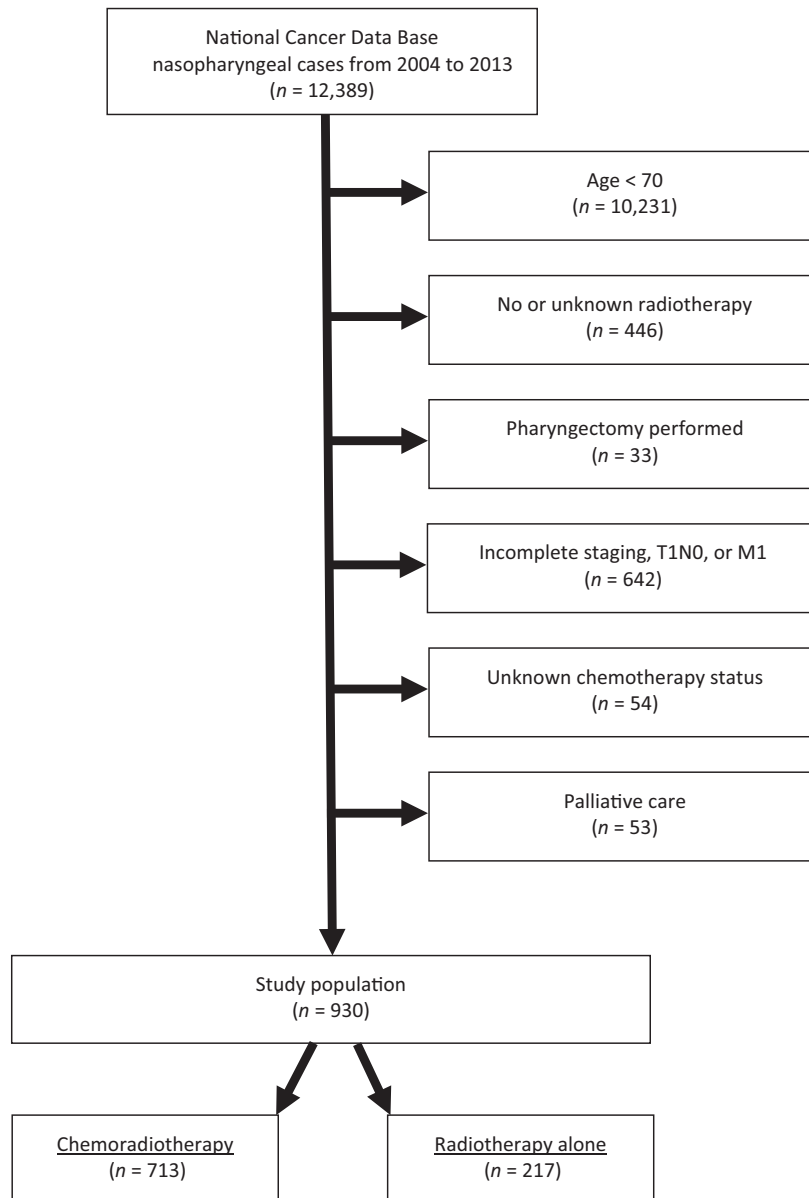 National Cancer Data Base
nasopharyngeal cases from 2004 to 2013
(n = 12,389)
Age < 70
(n = 10,231)
No or unknown radiotherapy
(n = 446)
Pharyngectomy performed
(n = 33)
Incomplete staging, T1N0, or M1
(n = 642)
Unknown chemotherapy status
(n = 54)
Palliative care
(n = 53)
Study population
(n = 930)
Chemoradiotherapy
(n = 713)
Radiotherapy alone
(n = 217)